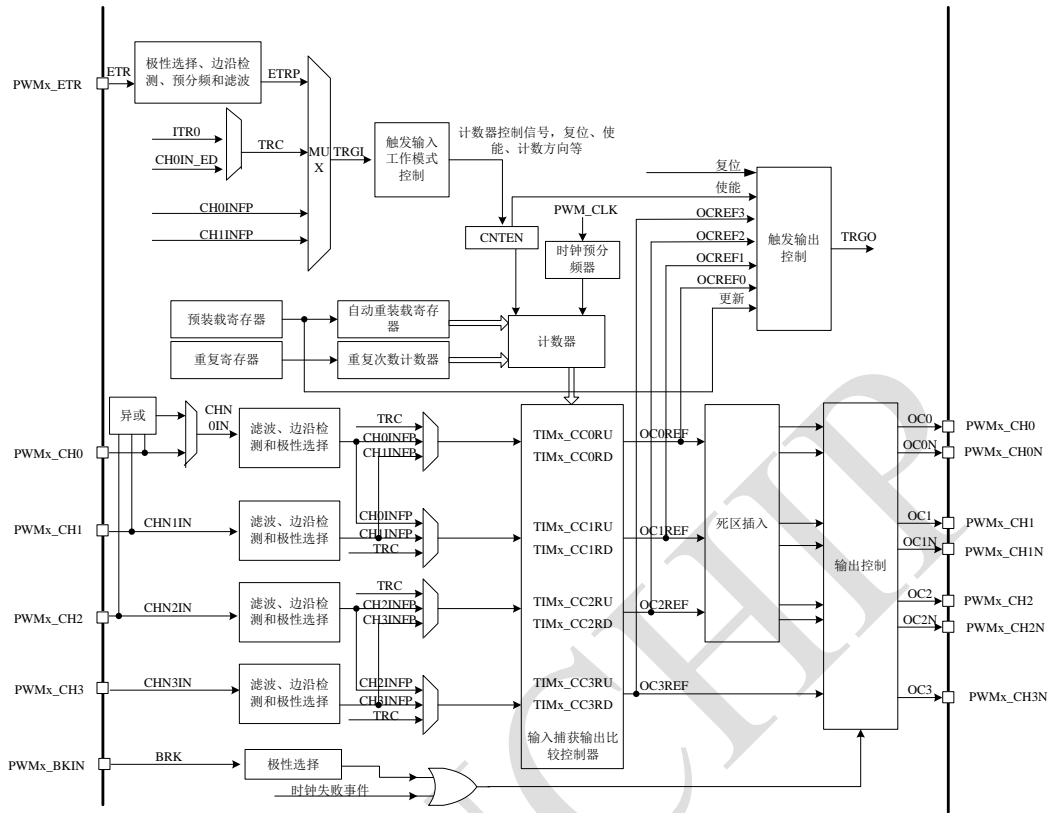 PWMx_ETR
ETR
极性选择、边沿检
测、预分频和滤波
ETRP
ITR0
CH0IN_ED
TRC
CH0INFP
CH1INFP
MU
X
TRGI
触发输入
工作模式
控制
计数器控制信号，复位、使
能、计数方向等
CNTEN
PWM_CLK
时钟预分
频器
复位
使能
OCREF3
OCREF2
OCREF1
OCREF0
更新
触发输出
控制
TRGO
预装载寄存器
自动重装载寄存
器
重复寄存器
重复次数计数器
计数器
异或
CHN
0IN
PWMx_CH0
滤波、边沿检
测和极性选择
TRC
CH0INFP
CH1INFP
TIMx_CC0RU
TIMx_CC0RD
OC0REF
PWMx_CH1
CHN1IN
滤波、边沿检
测和极性选择
CH0INFP
CH1INFP
TRC
TIMx_CC1RU
TIMx_CC1RD
OC1REF
PWMx_CH2
CHN2IN
滤波、边沿检
测和极性选择
TRC
CH2INFP
CH3INFP
TIMx_CC2RU
TIMx_CC2RD
OC2REF
PWMx_CH3
CHN3IN
滤波、边沿检
测和极性选择
CH2INFP
CH3INFP
TRC
TIMx_CC3RU
TIMx_CC3RD
OC3REF
输入捕获输出比
较控制器
死区插入
输出控制
OC0
PWMx_CH0
OC0N
PWMx_CH0N
OC1
PWMx_CH1
OC1N
PWMx_CH1N
OC2
PWMx_CH2
OC2N
PWMx_CH2N
OC3
PWMx_CH3N
PWMx_BKIN
BRK
极性选择
时钟失败事件